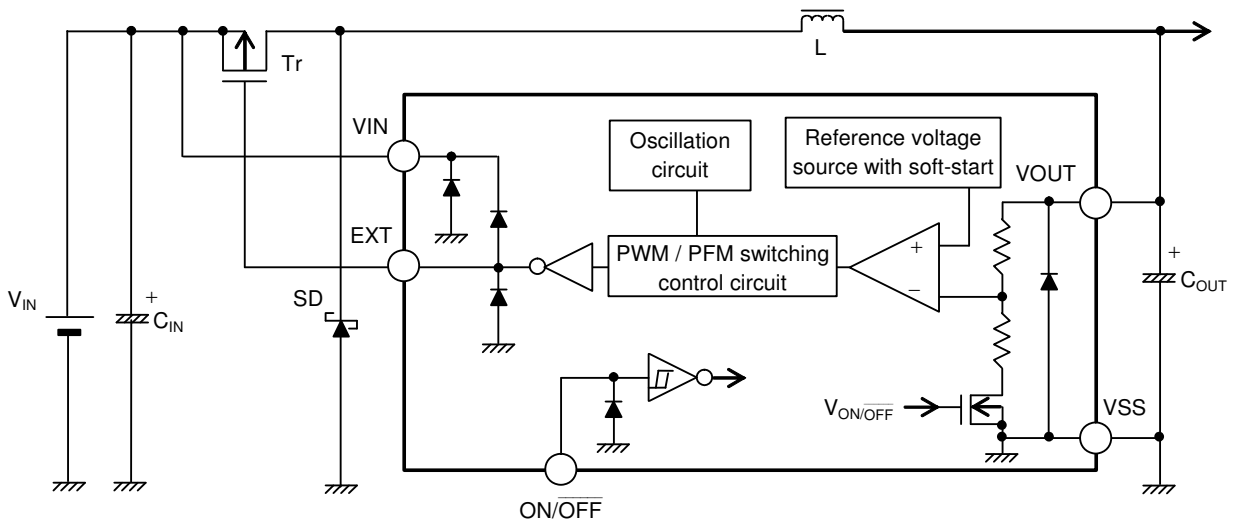 L
Tr
VIN
Oscillation
circuit
Reference voltage
source with soft-start
VOUT
EXT
+
PWM / PFM switching
control circuit
−
+
COUT
VIN
+
CIN
SD
VON/OFF
VSS
ON/OFF